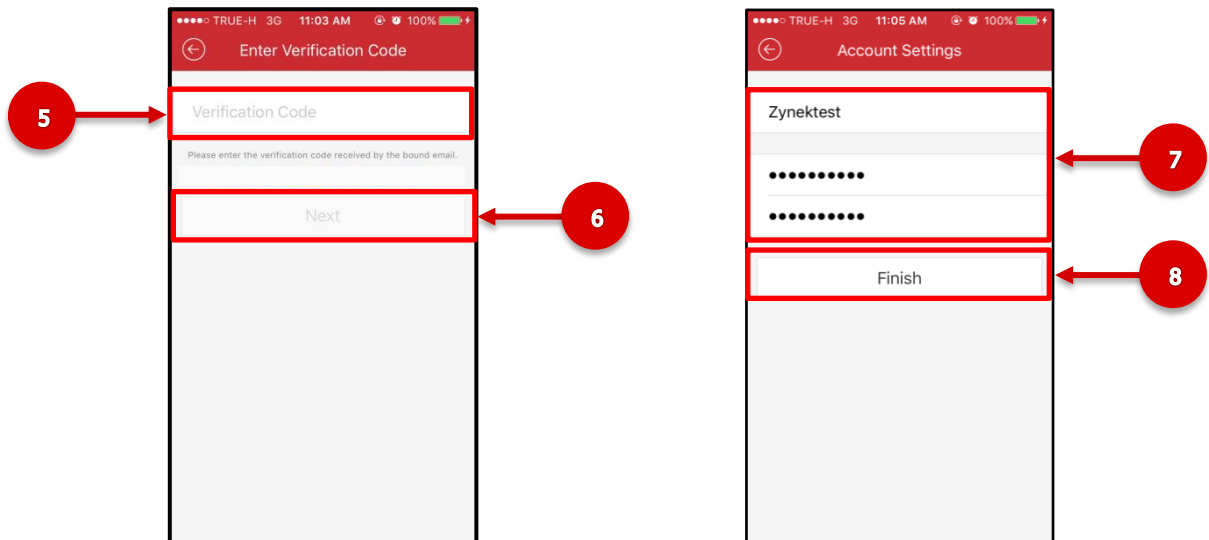 TRUE-H 3G 11:03 AM 100%
Enter Verification Code
5
Verification Code
Please enter the verification code received by the bound email.
Next
6
TRUE-H 3G 11:05 AM 100%
Account Settings
Zynektest
••••••••••
••••••••••
7
Finish
8